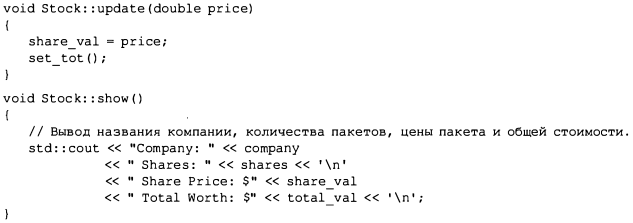 void Stock::update(double price)
{
share_val = price;
set_tot();
}
void Stock::show()
{
// Вывод названия компании, количества пакетов, цены пакета и общей стоимости.
std::cout << "Company: " << company
<< " Shares: " << shares << '\n'
<< " Share Price: $" << share_val
<< " Total Worth: $" << total_val << '\n';
}